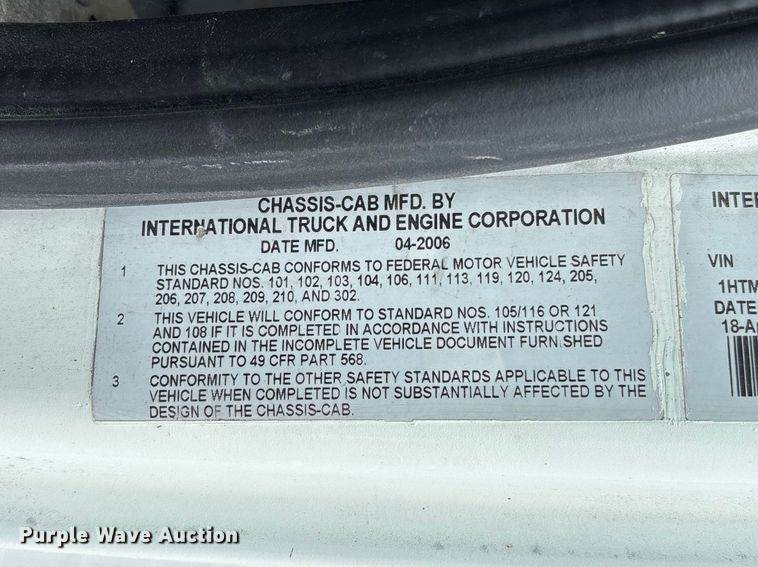 CHASSIS-CAB MFD. BY
INTERNATIONAL TRUCK AND ENGINE CORPORATION
DATE MFD. 04-2006
1 THIS CHASSIS-CAB CONFORMS TO FEDERAL MOTOR VEHICLE SAFETY
STANDARD NOS. 101, 102, 103, 104, 106, 111, 113, 119, 120, 124, 205,
206, 207, 208, 209, 210, AND 302.
2 THIS VEHICLE WILL CONFORM TO STANDARD NOS. 105/116 OR 121
AND 108 IF IT IS COMPLETED IN ACCORDANCE WITH INSTRUCTIONS
CONTAINED IN THE INCOMPLETE VEHICLE DOCUMENT FURNISHED
PURSUANT TO 49 CFR PART 568.
3 CONFORMITY TO THE OTHER SAFETY STANDARDS APPLICABLE TO THIS
VEHICLE WHEN COMPLETED IS NOT SUBSTANTIALLY AFFECTED BY THE
DESIGN OF THE CHASSIS-CAB.
INTE
VIN
1HTM
DATE
18-A
Purple Wave Auction